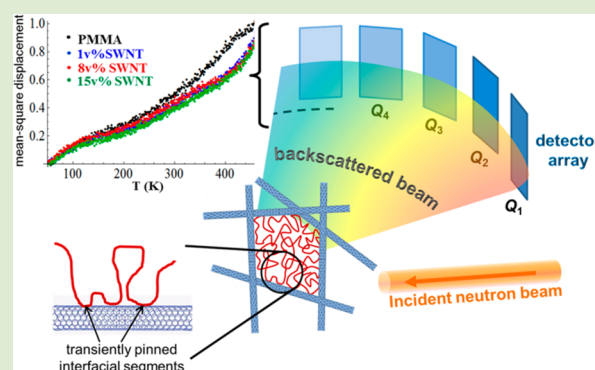 mean-square displacement
1.0
0.8
0.6
0.4
0.2
PMMA
1v%SWNT
8v% SWNT
15v% SWNT
100 200 300 400
T (K)
Q4
Q3
Q2
Q1
detecto
array
backscattered beam
Incident neutron beam
transiently pinned
interfacial segments